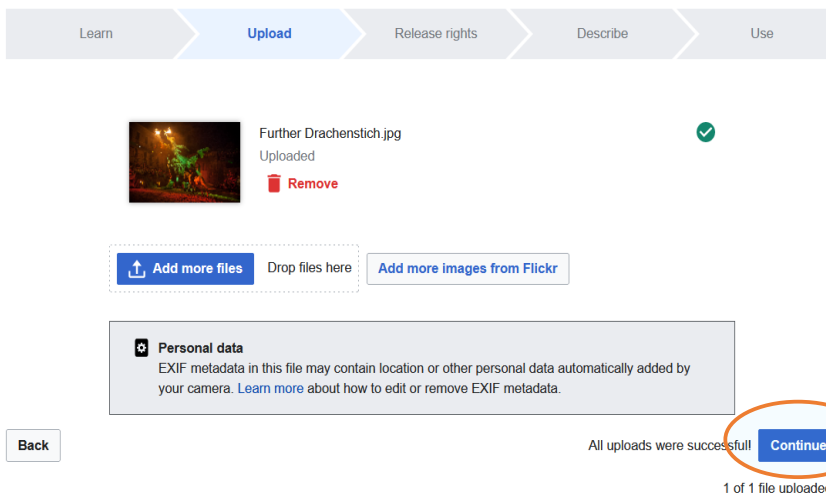 Learn
Upload
Release rights
Describe
Use
Further Drachenstich.jpg
Uploaded
Remove
Add more files
Drop files here
Add more images from Flickr
Personal data
EXIF metadata in this file may contain location or other personal data automatically added by
your camera. Learn more about how to edit or remove EXIF metadata.
Back
All uploads were successful!
Continue
1 of 1 file uploaded